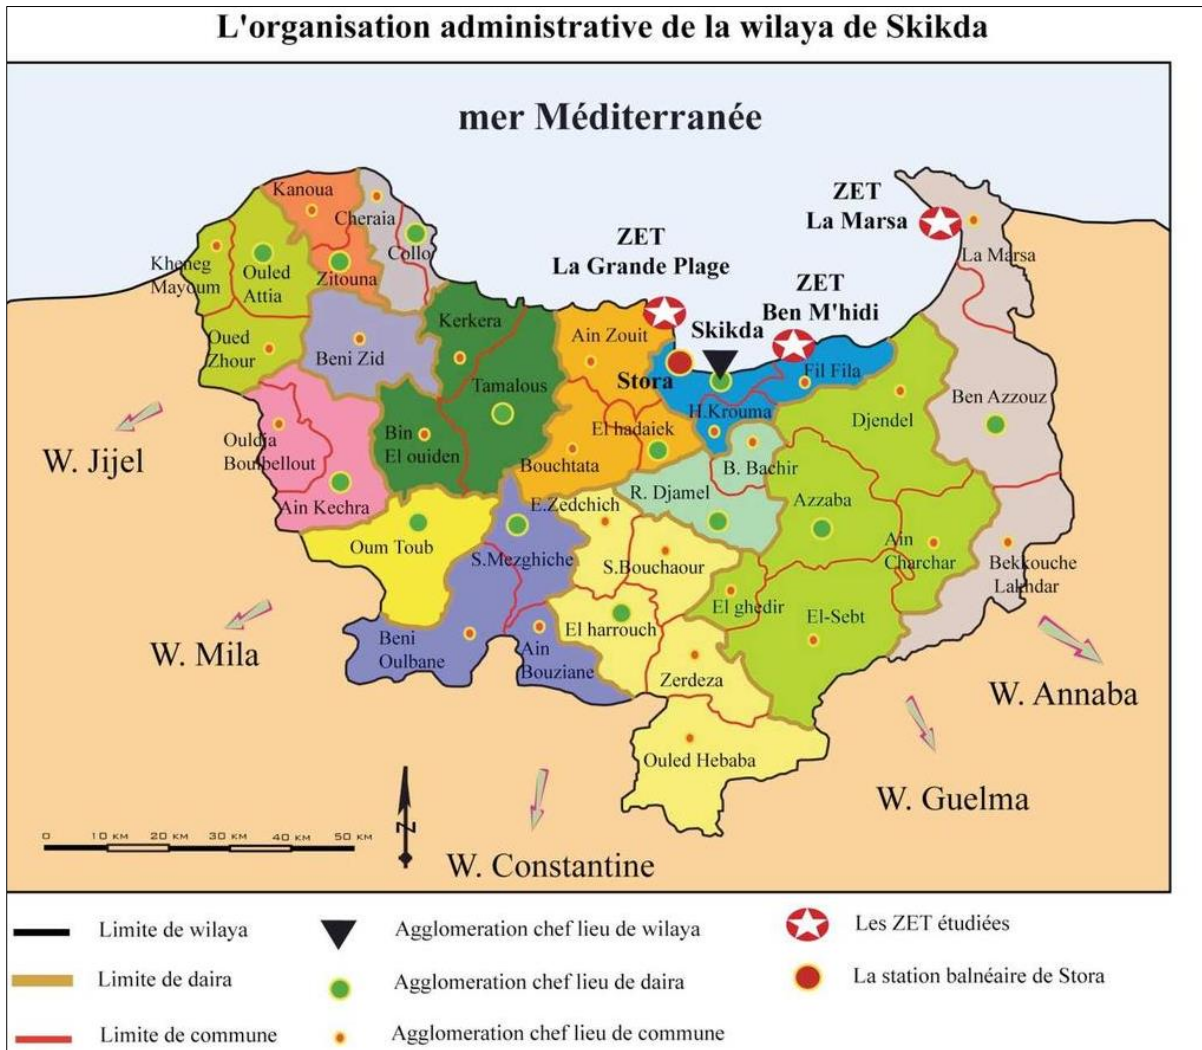 L'organisation administrative de la wilaya de Skikda
mer Méditerranée
ZET
La Marsa
ZET
La Grande Plage
ZET
Ben M'hidi
Skikda
Stora
Kanoua
Cheraia
Collo
Kheneg
Mayoum
Ouled
Attia
Zitouna
Oued
Zhour
Beni Zid
Kerkera
Tamalous
Ain Zouit
Fil Fila
La Marsa
H.Krouma
Djendel
Ben Azzouz
Ouldja
Boulbellout
Bin
El ouiden
El hadaiek
Bouchtata
B. Bachir
Ain Kechra
E.Zedchich
R. Djamel
Azzaba
Oum Toub
S.Mezghiche
S.Bouchaour
Ain
Charchar
Bekkouche
Lakhdar
El ghedir
El-Sebt
Beni
Oulbane
Ain
Bouziane
El harrouch
Zerdeza
Ouled Hebaba
W. Jijel
W. Mila
W. Constantine
W. Guelma
W. Annaba
0 10 KM 20 KM 30 KM 40 KM 50 KM
N
Limite de wilaya
Agglomeration chef lieu de wilaya
Les ZET étudiées
Limite de daira
Agglomeration chef lieu de daira
La station balnéaire de Stora
Limite de commune
Agglomeration chef lieu de commune